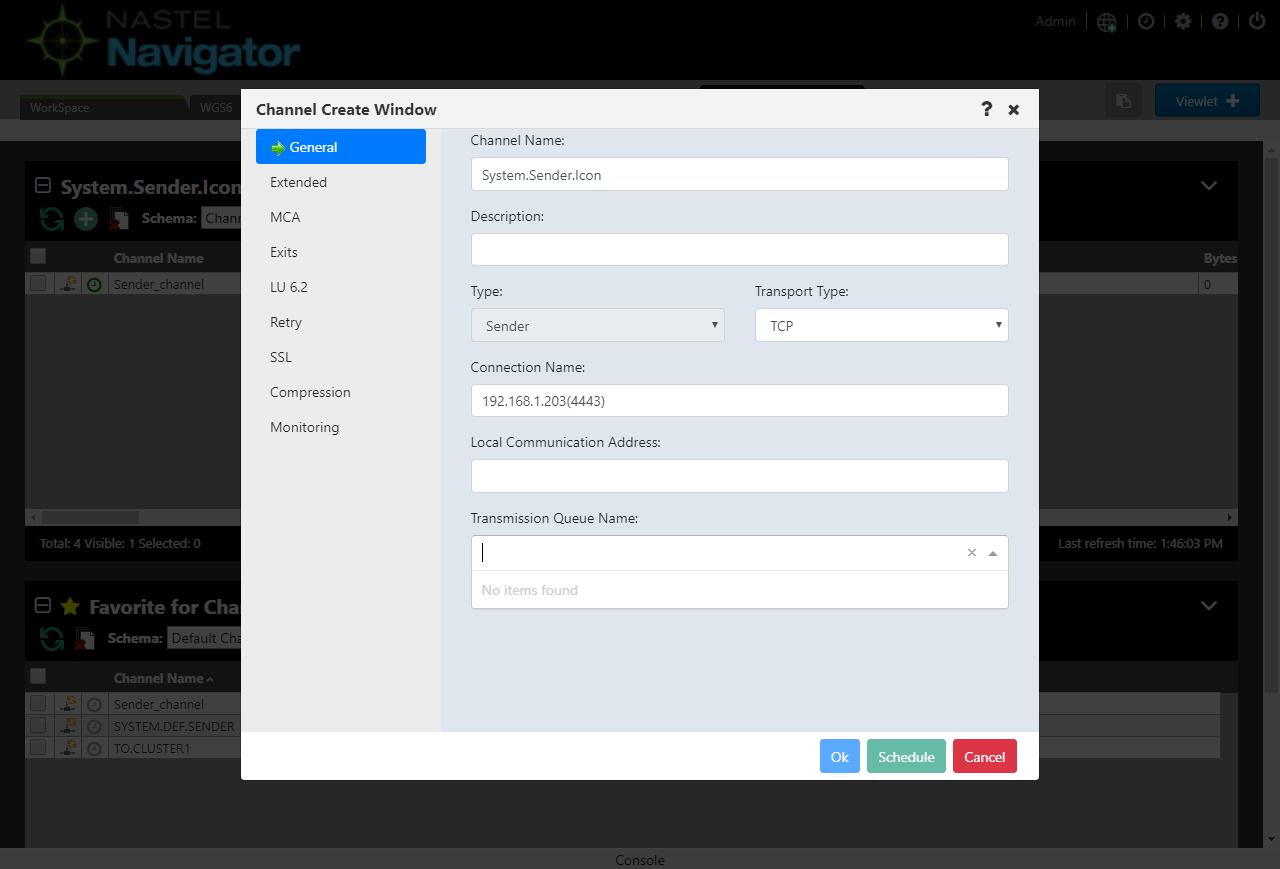 NASTEL
Navigator
Admin
WorkSpace
WGS6
Viewlet
Channel Create Window
General
Extended
MCA
Exits
LU 6.2
Retry
SSL
Compression
Monitoring
Channel Name:
System.Sender.Icon
Description:
Type:
Transport Type:
Sender
TCP
Connection Name:
192.168.1.203(4443)
Local Communication Address:
Transmission Queue Name:
No items found
Ok
Schedule
Cancel
System.Sender.Icon
Schema:
Channel Name
Bytes
Sender_channel
0
Total: 4 Visible: 1 Selected: 0
Last refresh time: 1:46:03 PM
Favorite for Cha
Schema: Default Cha
Channel Name
Sender_channel
SYSTEM.DEF.SENDER
TO.CLUSTER1
Console